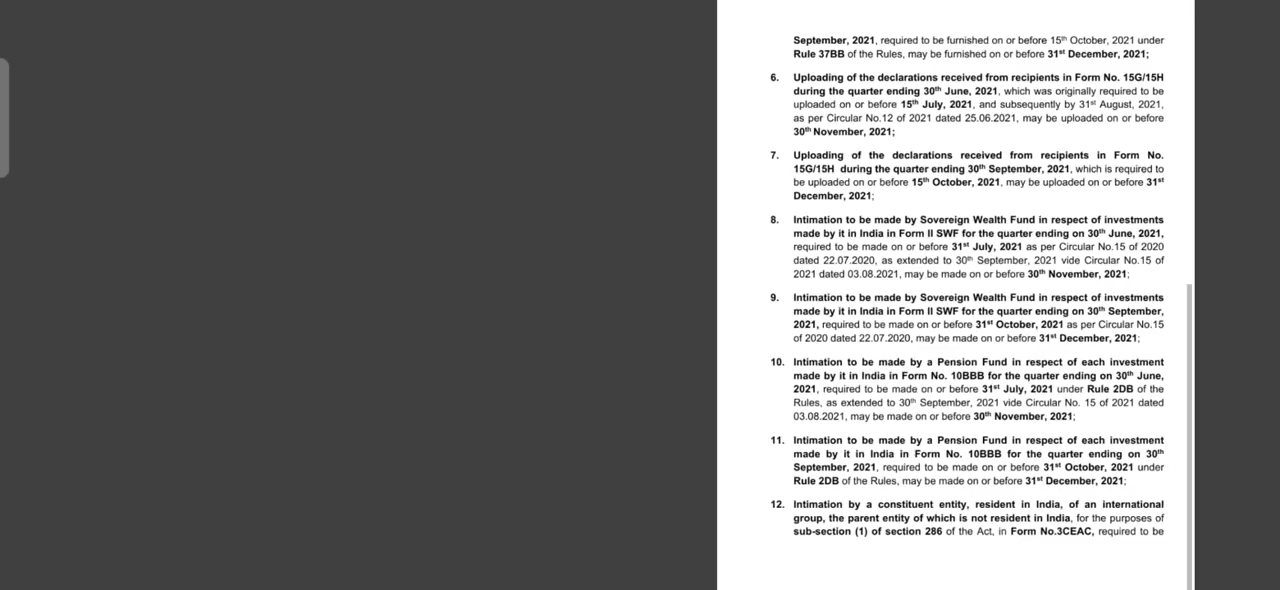 September, 2021, required to be furnished on or before 15th October, 2021 under
Rule 37BB of the Rules, may be furnished on or before 31st December, 2021;
6. Uploading of the declarations received from recipients in Form No. 15G/15H
during the quarter ending 30th June, 2021, which was originally required to be
uploaded on or before 15th July, 2021, and subsequently by 31st August, 2021,
as per Circular No.12 of 2021 dated 25.06.2021, may be uploaded on or before
30th November, 2021;
7. Uploading of the declarations received from recipients in Form No.
15G/15H during the quarter ending 30th September, 2021, which is required to
be uploaded on or before 15th October, 2021, may be uploaded on or before 31st
December, 2021;
8. Intimation to be made by Sovereign Wealth Fund in respect of investments
made by it in India in Form II SWF for the quarter ending on 30th June, 2021,
required to be made on or before 31st July, 2021 as per Circular No.15 of 2020
dated 22.07.2020, as extended to 30th September, 2021 vide Circular No.15 of
2021 dated 03.08.2021, may be made on or before 30th November, 2021;
9. Intimation to be made by Sovereign Wealth Fund in respect of investments
made by it in India in Form II SWF for the quarter ending on 30th September,
2021, required to be made on or before 31st October, 2021 as per Circular No.15
of 2020 dated 22.07.2020, may be made on or before 31st December, 2021;
10. Intimation to be made by a Pension Fund in respect of each investment
made by it in India in Form No. 10BBB for the quarter ending on 30th June,
2021, required to be made on or before 31st July, 2021 under Rule 2DB of the
Rules, as extended to 30th September, 2021 vide Circular No. 15 of 2021 dated
03.08.2021, may be made on or before 30th November, 2021;
11. Intimation to be made by a Pension Fund in respect of each investment
made by it in India in Form No. 10BBB for the quarter ending on 30th
September, 2021, required to be made on or before 31st October, 2021 under
Rule 2DB of the Rules, may be made on or before 31st December, 2021;
12. Intimation by a constituent entity, resident in India, of an international
group, the parent entity of which is not resident in India, for the purposes of
sub-section (1) of section 286 of the Act, in Form No.3CEAC, required to be